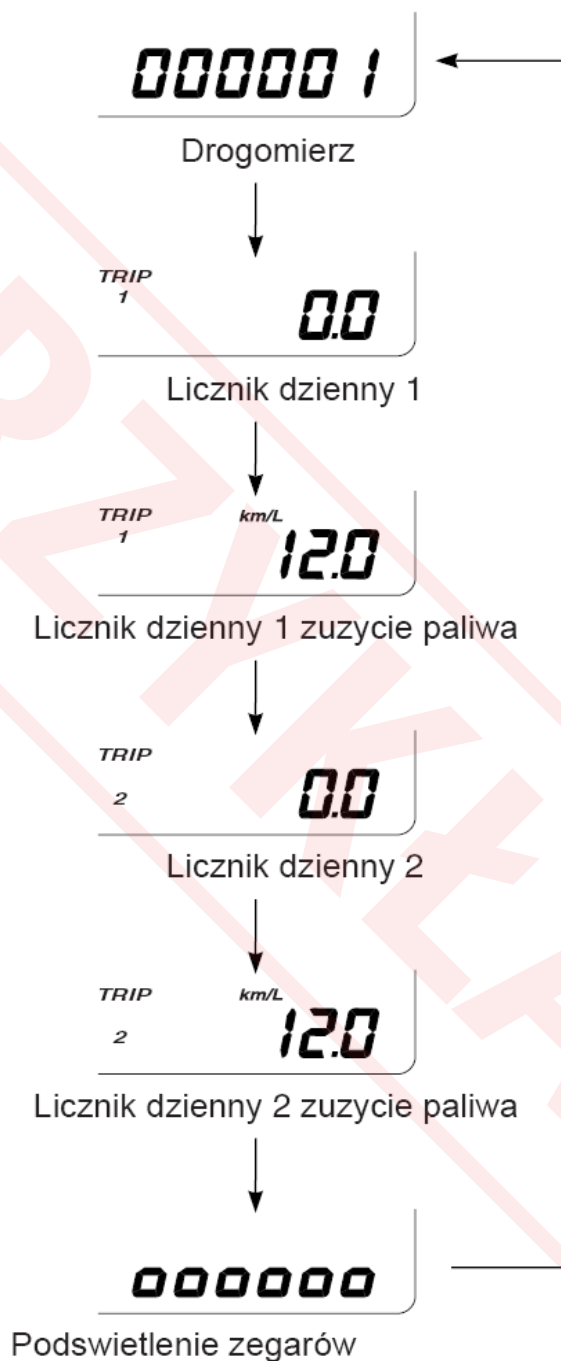 000001
Drogomierz
TRIP
1
0.0
Licznik dzienny 1
TRIP km/L
1
12.0
Licznik dzienny 1 zuzycie paliwa
TRIP
2
0.0
Licznik dzienny 2
TRIP km/L
2
12.0
Licznik dzienny 2 zuzycie paliwa
oooooo
Podswietlenie zegarów